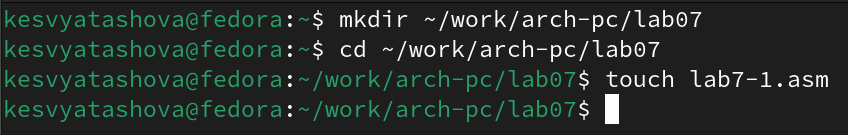 kesvyatashova@fedora:~$ mkdir ~/work/arch-pc/lab07
kesvyatashova@fedora:~$ cd ~/work/arch-pc/lab07
kesvyatashova@fedora:~/work/arch-pc/lab07$ touch lab7-1.asm
kesvyatashova@fedora:~/work/arch-pc/lab07$